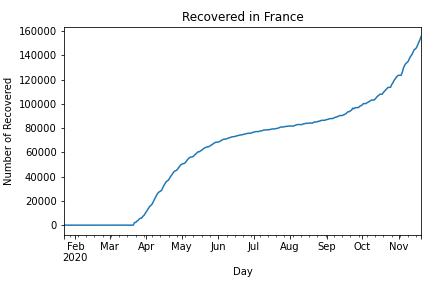 Recovered in France
160000
140000
120000
100000
80000
60000
40000
20000
0
Number of Recovered
Feb Mar Apr May Jun Jul Aug Sep Oct Nov
2020
Day